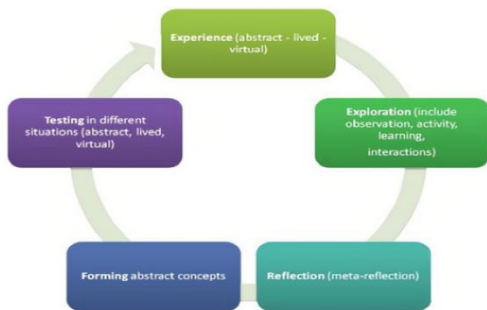 Experience (abstract - lived -
virtual)
Exploration (include
observation, activity,
learning,
interactions)
Reflection (meta-reflection)
Forming abstract concepts
Testing in different
situations (abstract, lived,
virtual)